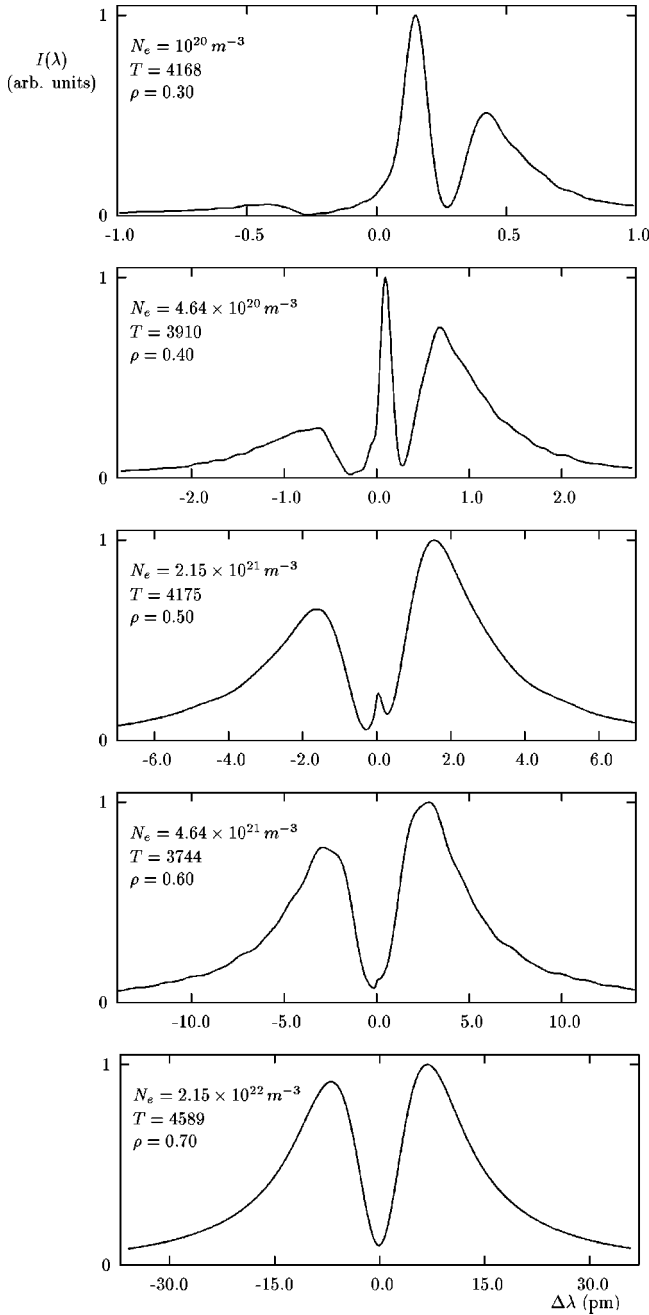 I(λ)
(arb. units)
1
N_e = 10^20 m^−3
T = 4168
ρ = 0.30
0
-1.0 -0.5 0.0 0.5 1.0
1
N_e = 4.64 × 10^20 m^−3
T = 3910
ρ = 0.40
0
-2.0 -1.0 0.0 1.0 2.0
1
N_e = 2.15 × 10^21 m^−3
T = 4175
ρ = 0.50
0
-6.0 -4.0 -2.0 0.0 2.0 4.0 6.0
1
N_e = 4.64 × 10^21 m^−3
T = 3744
ρ = 0.60
0
-10.0 -5.0 0.0 5.0 10.0
1
N_e = 2.15 × 10^22 m^−3
T = 4589
ρ = 0.70
0
-30.0 -15.0 0.0 15.0 30.0
Δλ (pm)